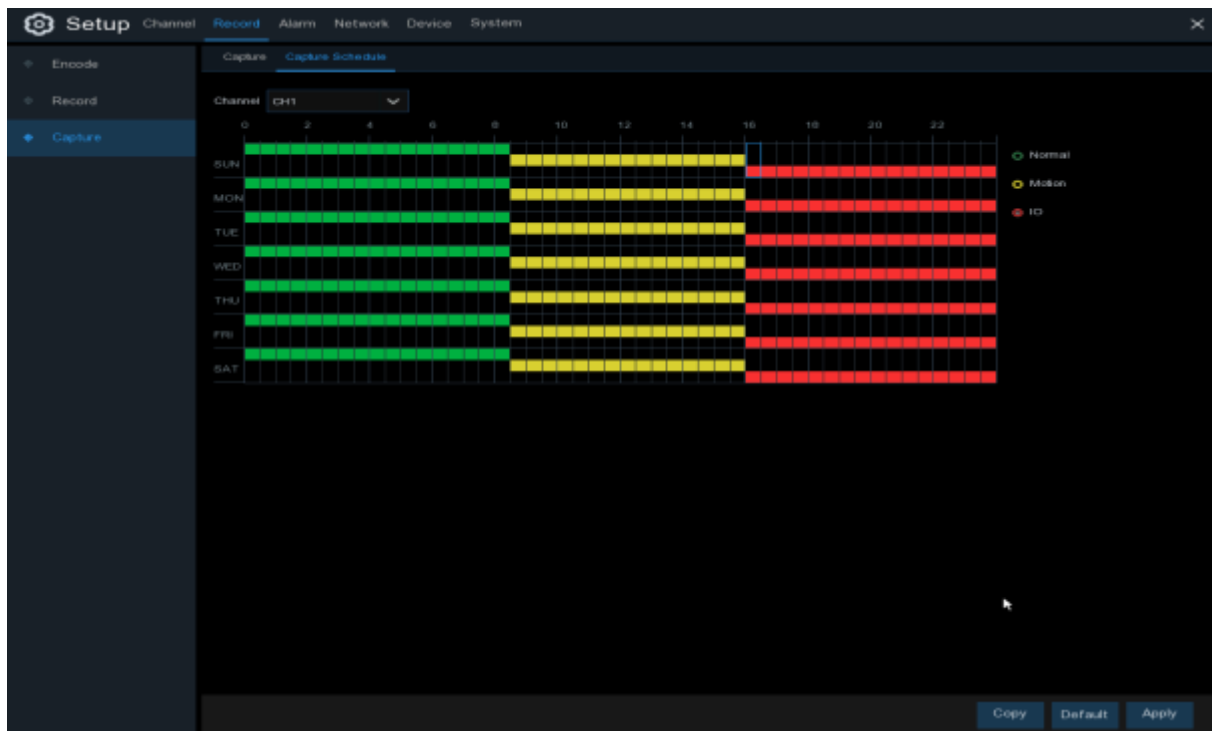 Setup Channel Record Alarm Network Device System
Encode
Record
Capture
Capture Capture Schedule
Channel CH1
0 2 4 6 8 10 12 14 16 18 20 22
SUN
MON
TUE
WED
THU
FRI
SAT
Normal
Motion
IO
Copy Default Apply